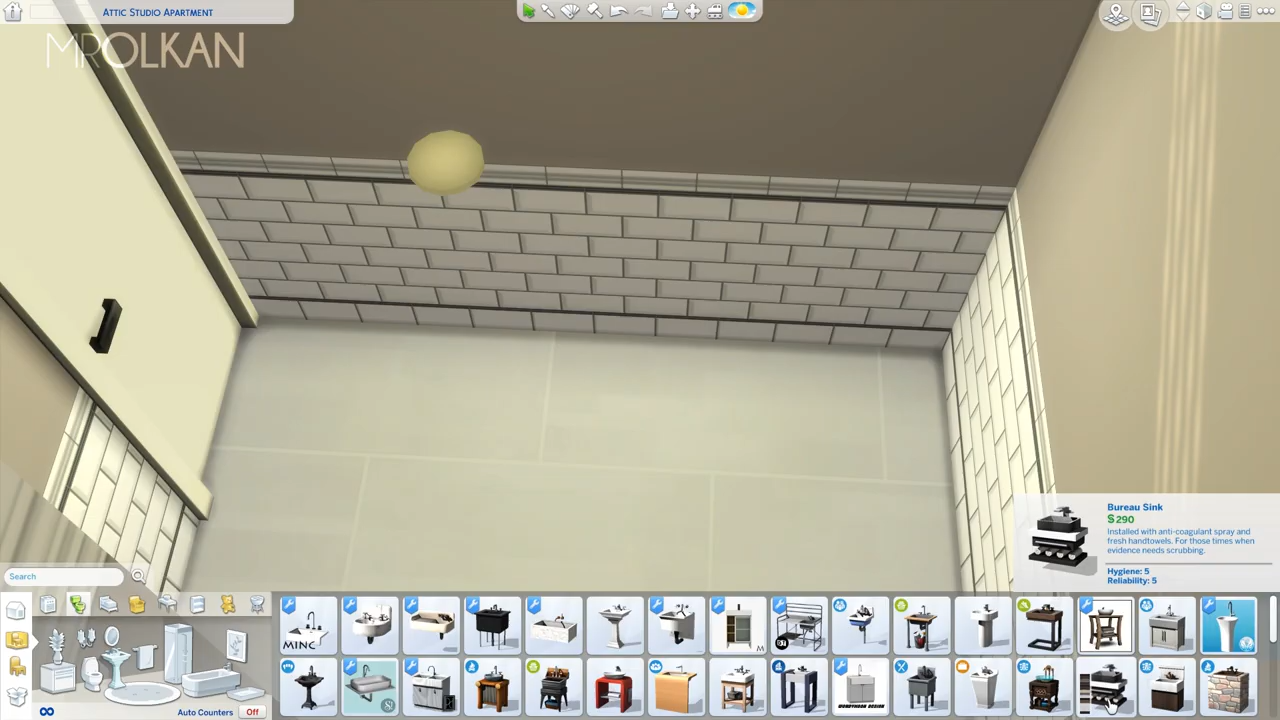 Attic Studio Apartment
MROLKAN
Bureau Sink
$290
Installed with anti-coagulant spray and
fresh handtowels. For those times when
evidence needs scrubbing.
Hygiene: 5
Reliability: 5
Search
MINC
M
S
Auto Counters
Off